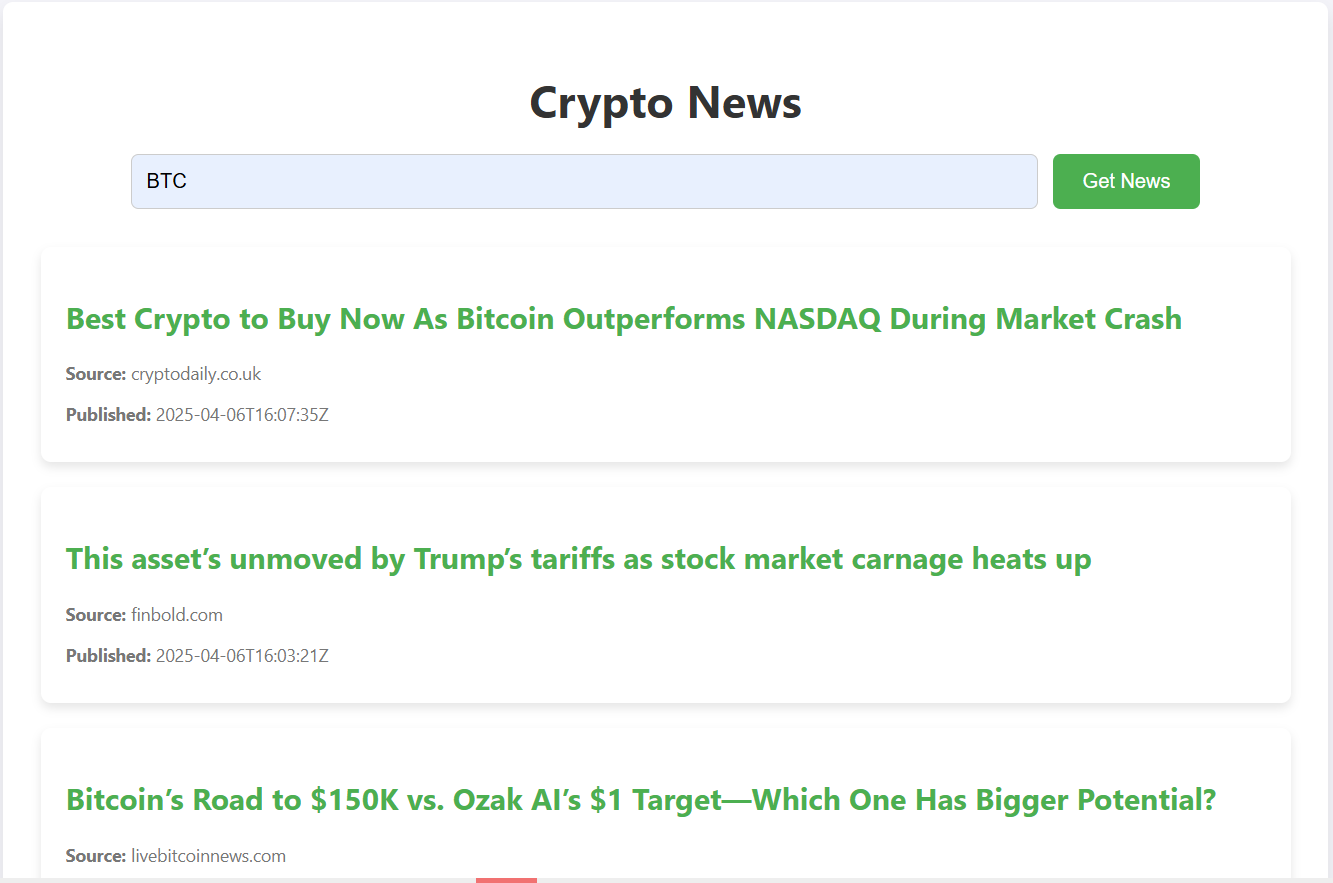 Crypto News
BTC
Get News
Best Crypto to Buy Now As Bitcoin Outperforms NASDAQ During Market Crash
Source: cryptodaily.co.uk
Published: 2025-04-06T16:07:35Z
This asset’s unmoved by Trump’s tariffs as stock market carnage heats up
Source: finbold.com
Published: 2025-04-06T16:03:21Z
Bitcoin’s Road to $150K vs. Ozak AI’s $1 Target—Which One Has Bigger Potential?
Source: livebitcoinnews.com